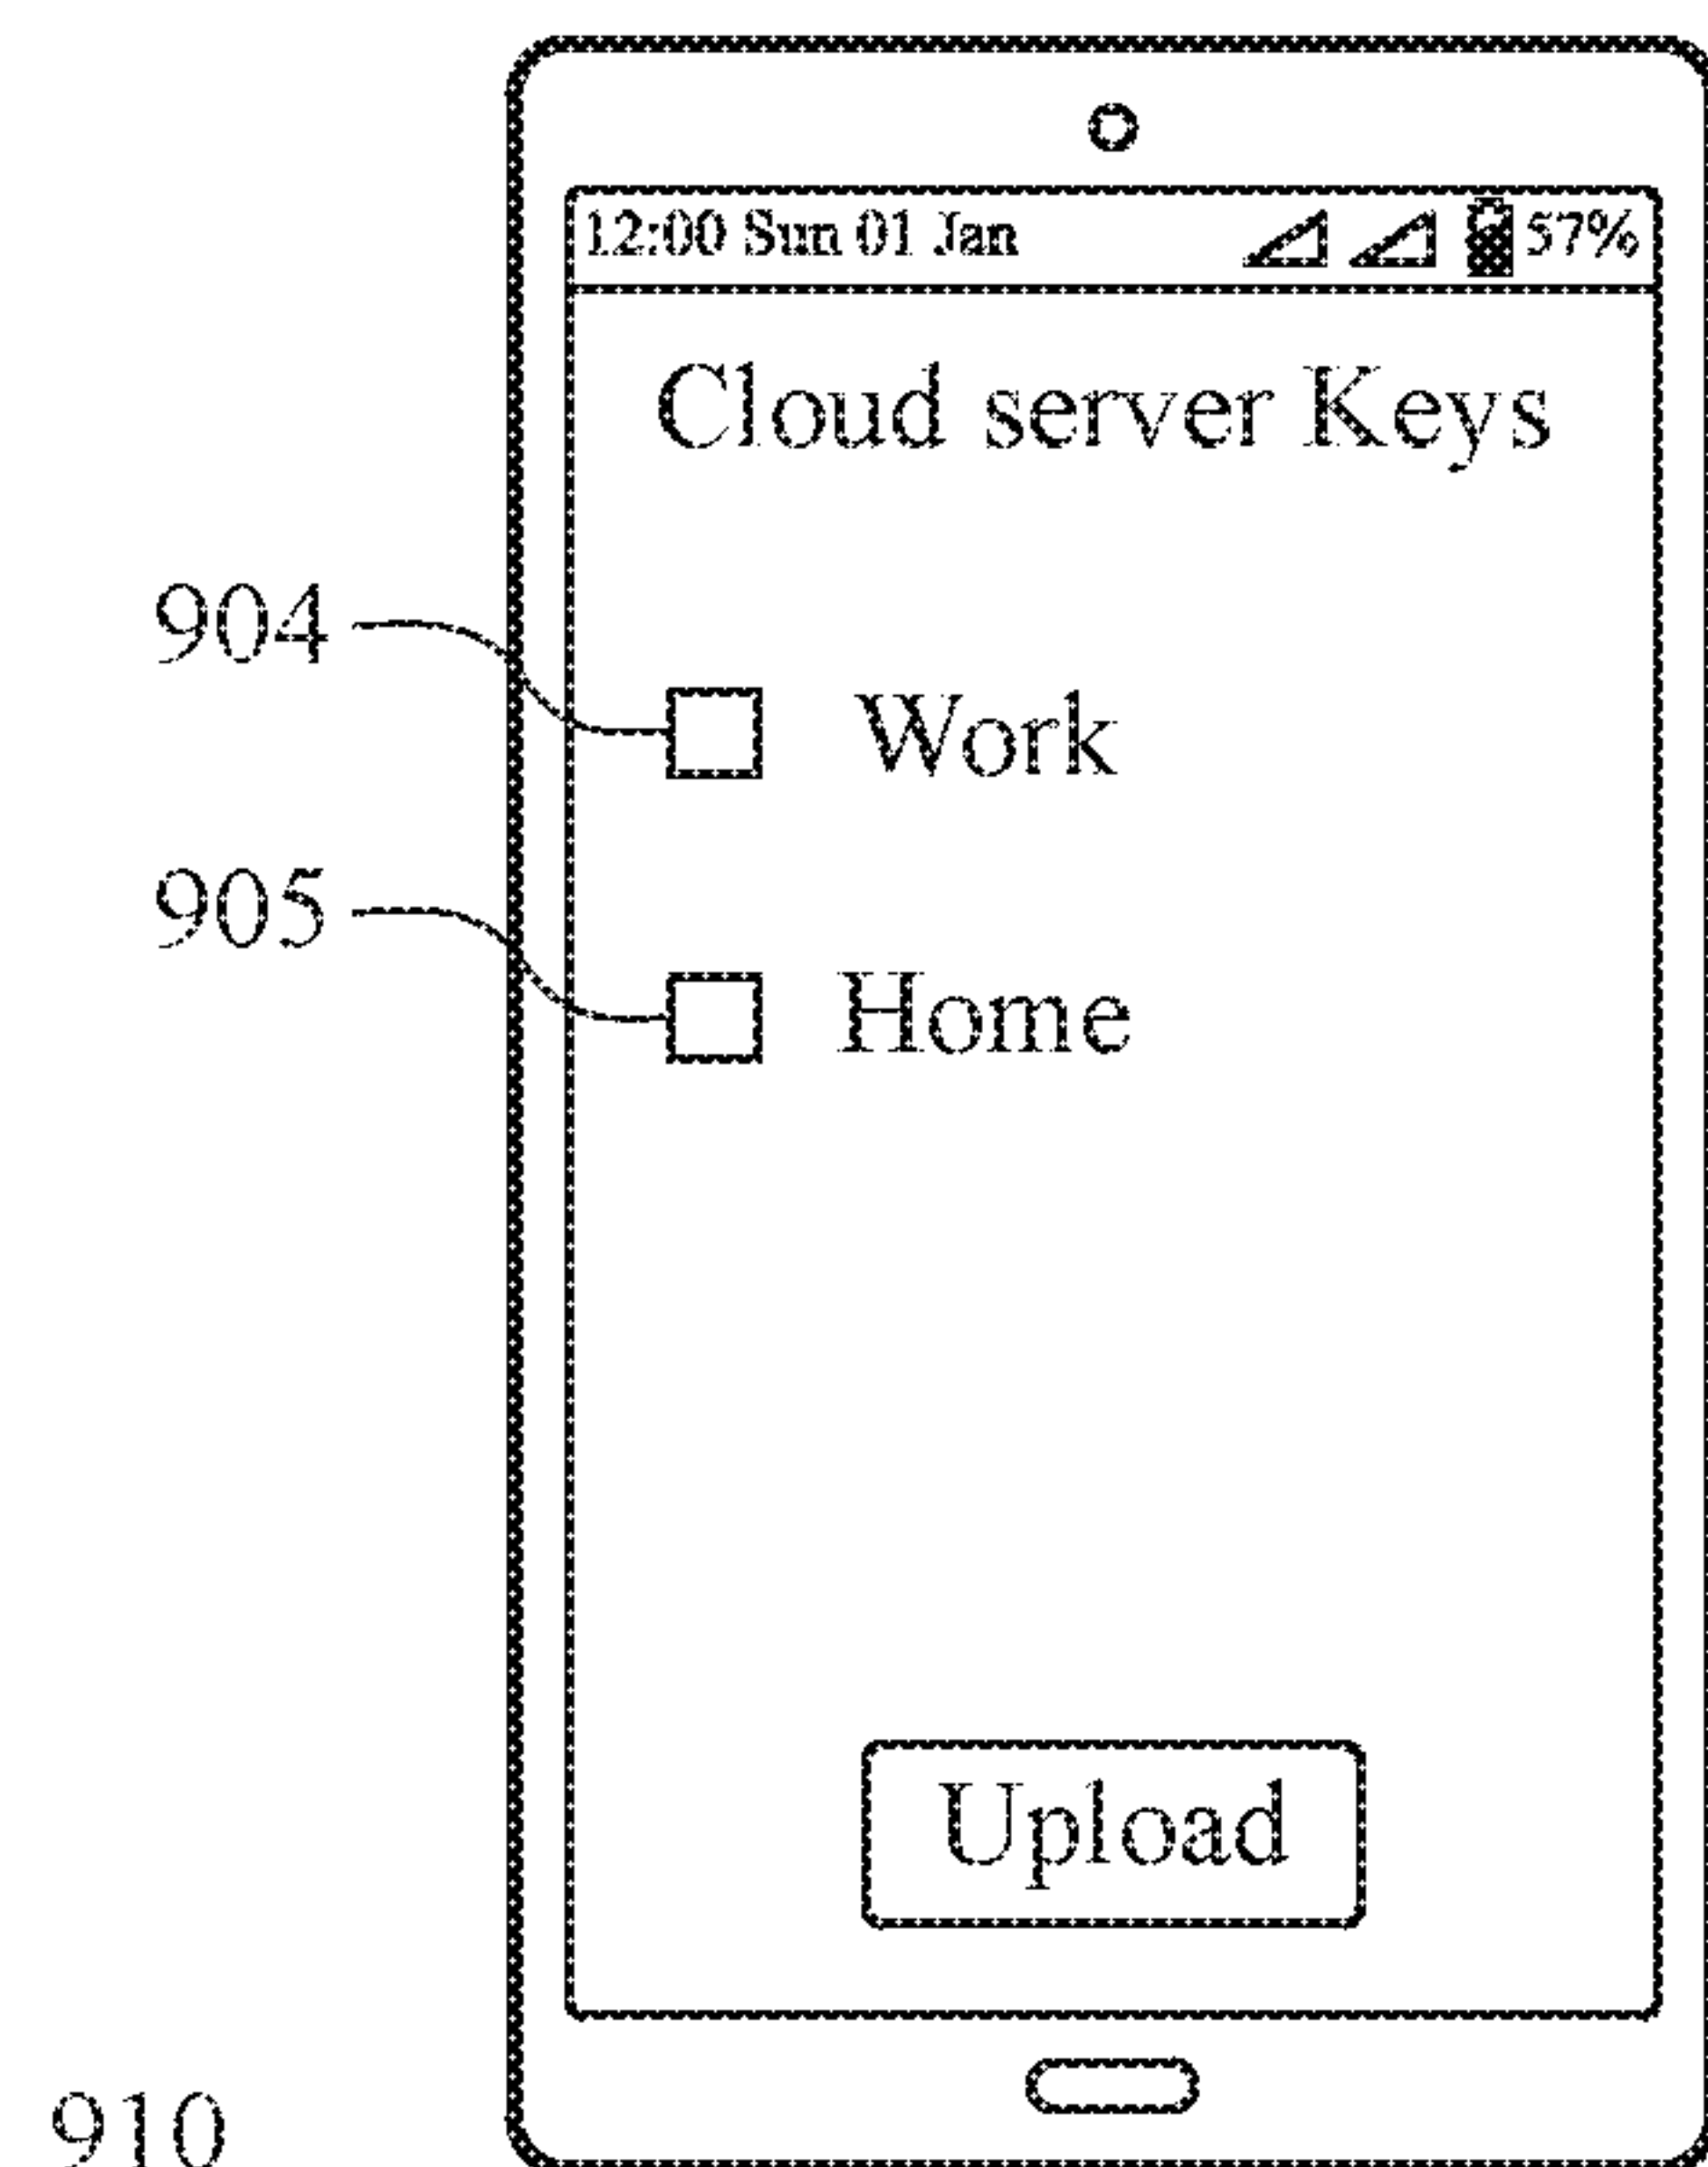 12:00 Sun 01 Jan 57%
Cloud server Keys
904
Work
905
Home
Upload
910